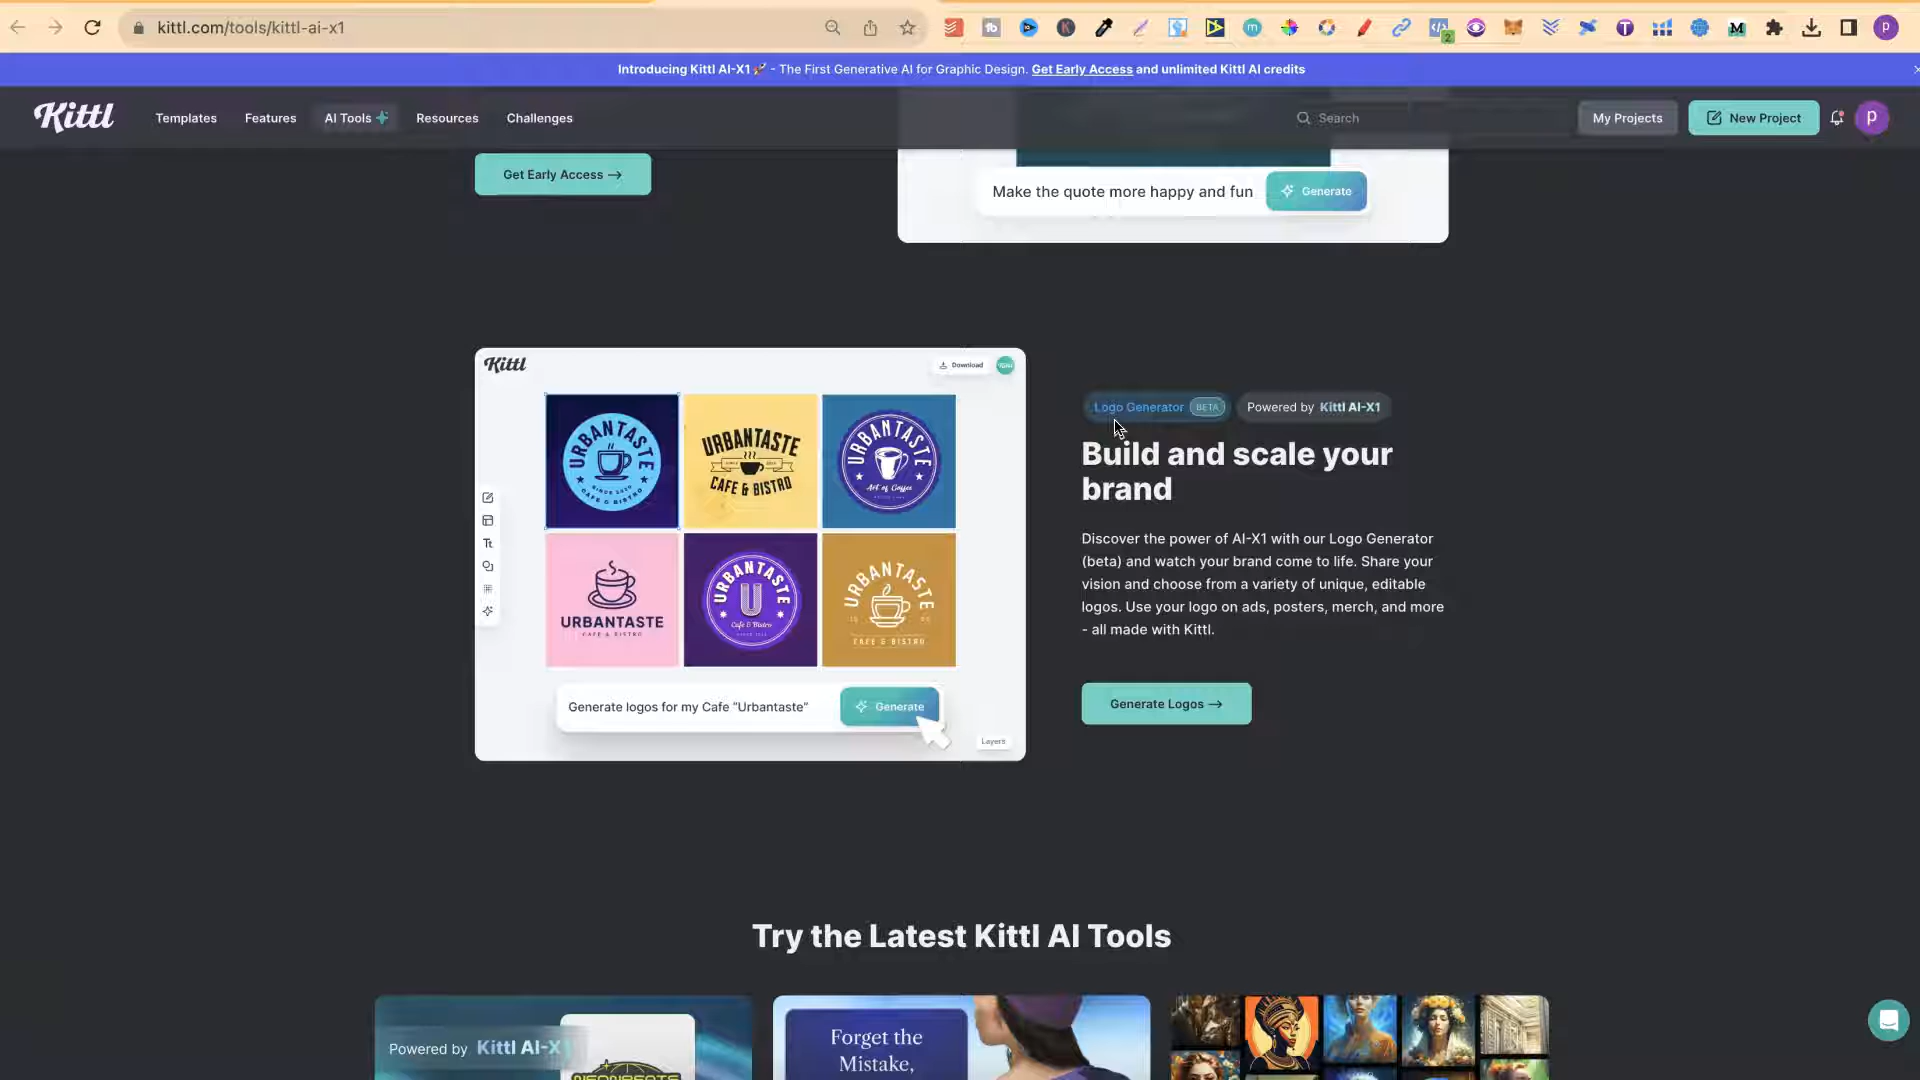 kittl.com/tools/kittl-ai-x1
2
Introducing Kittl AI-X1 🚀 - The First Generative AI for Graphic Design. Get Early Access and unlimited Kittl AI credits
Kittl
Templates
Features
AI Tools
Resources
Challenges
Search
My Projects
New Project
p
Get Early Access →
Make the quote more happy and fun
Generate
Kittl
Download
URBANTASTE
SINCE 2020
CAFE & BISTRO
URBANTASTE
CAFE & BISTRO
URBANTASTE
Art of Coffee
URBANTASTE
CAFE & BISTRO
URBANTASTE
U
Cafe & Bistro
URBANTASTE
CAFE & BISTRO
Tt
Generate logos for my Cafe “Urbantaste”
Generate
Layers
Logo Generator BETA
Powered by Kittl AI-X1
Build and scale your
brand
Discover the power of AI-X1 with our Logo Generator
(beta) and watch your brand come to life. Share your
vision and choose from a variety of unique, editable
logos. Use your logo on ads, posters, merch, and more
- all made with Kittl.
Generate Logos →
Try the Latest Kittl AI Tools
Powered by Kittl AI-X
Forget the
Mistake,